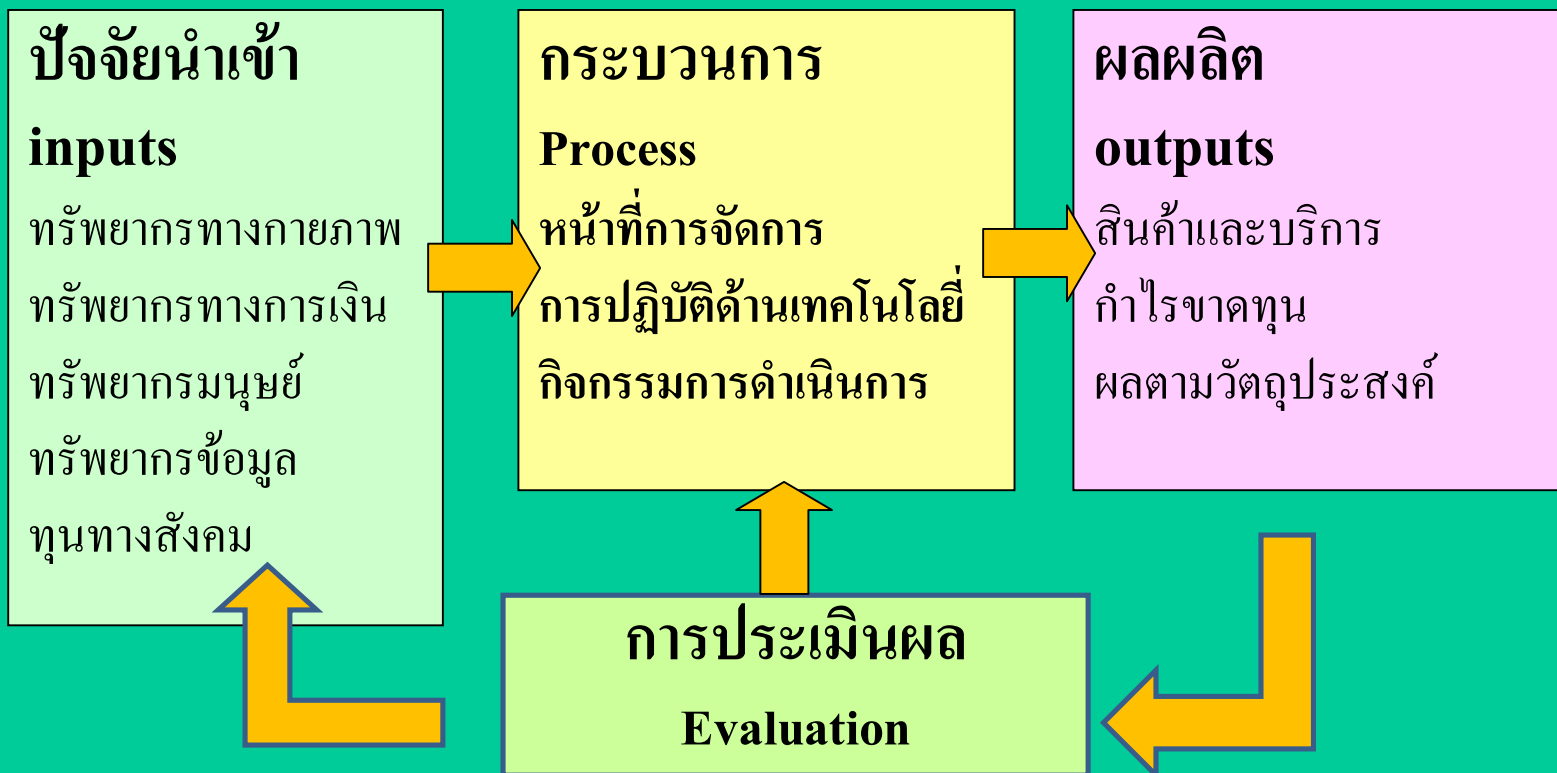 ปัจจัยนำเข้า
inputs
ทรัพยากรทางกายภาพ
ทรัพยากรทางการเงิน
ทรัพยากรมนุษย์
ทรัพยากรข้อมูล
ทุนทางสังคม
กระบวนการ
Process
หน้าที่การจัดการ
การปฏิบัติด้านเทคโนโลยี่
กิจกรรมการดำเนินการ
ผลผลิต
outputs
สินค้าและบริการ
กำไรขาดทุน
ผลตามวัตถุประสงค์
การประเมินผล
Evaluation